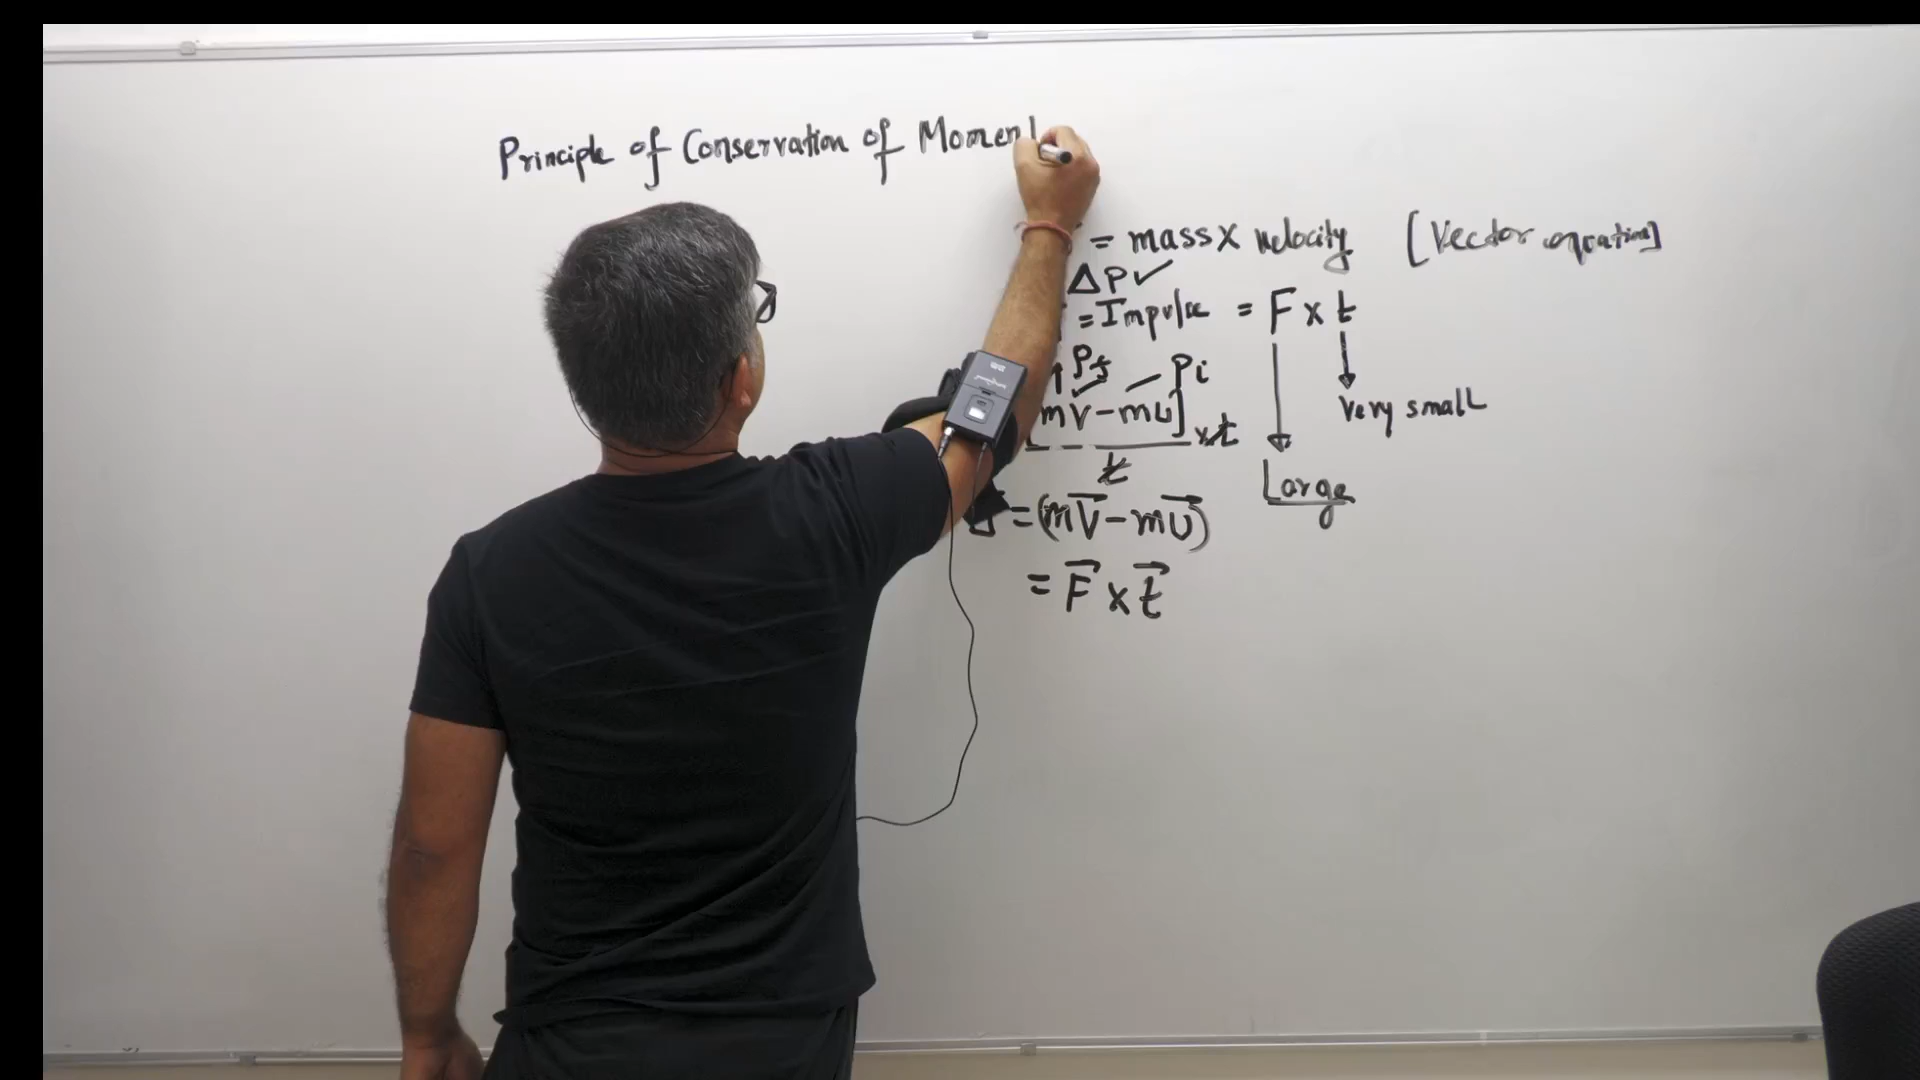 Principle of Conservation of Moment
= mass x velocity [Vector equation]
ΔP ✓
= Impulse = F x t
Pf Pi
[mV - mU] x t
t
Very small
Large
= (mV⃗ - mU⃗)
= F⃗ x t⃗